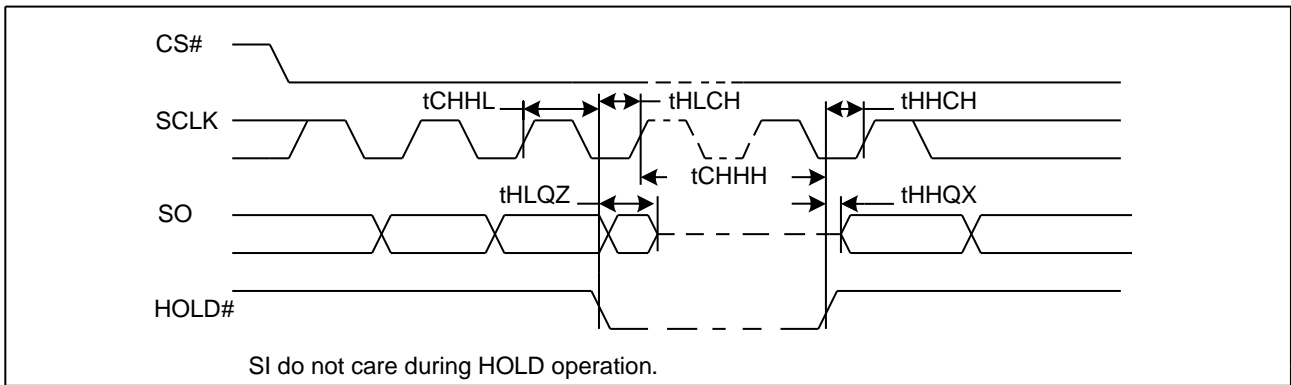 CS#
tCHHL
tHLCH
tHHCH
SCLK
tCHHH
tHLQZ
tHHQX
SO
HOLD#
SI do not care during HOLD operation.